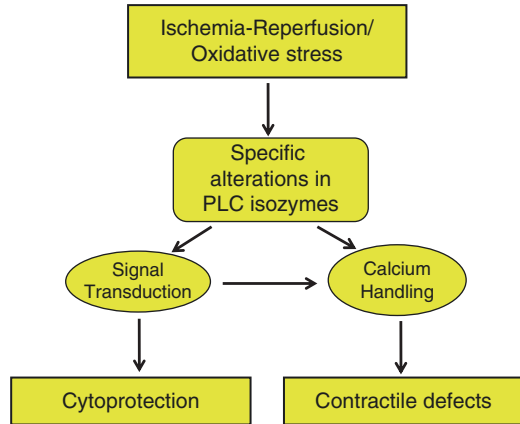 Ischemia-Reperfusion/
Oxidative stress
Specific
alterations in
PLC isozymes
Signal
Transduction
Calcium
Handling
Cytoprotection
Contractile defects